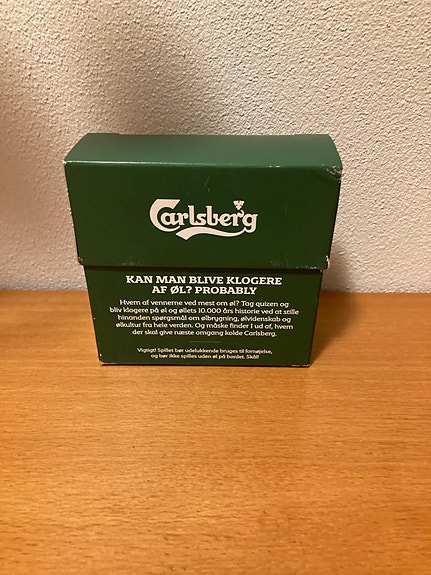 Carlsberg
KAN MAN BLIVE KLOGERE
AF ØL? PROBABLY
Hvem af vennerne ved mest om øl? Tag quizen og
bliv klogere på øl og øllets 10.000 års historie ved at stille
hinanden spørgsmål om ølbrygning, ølvidenskab og
ølkultur fra hele verden. Og måske finder I ud af, hvem
der skal give næste omgang kolde Carlsberg.
Vigtigt! Spillet bør udelukkende bruges til fornøjelse,
og bør ikke spilles uden øl på bordet. Skål!